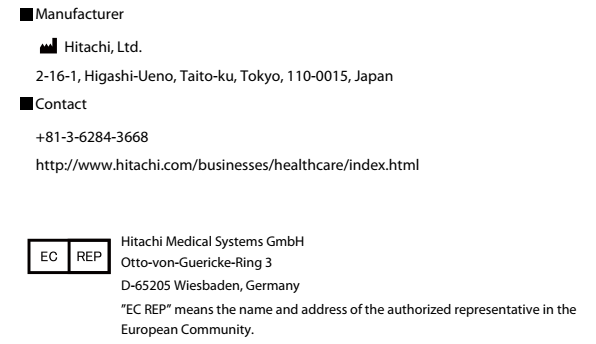 ■Manufacturer
Hitachi, Ltd.
2-16-1, Higashi-Ueno, Taito-ku, Tokyo, 110-0015, Japan
■Contact
+81-3-6284-3668
http://www.hitachi.com/businesses/healthcare/index.html
EC REP
Hitachi Medical Systems GmbH
Otto-von-Guericke-Ring 3
D-65205 Wiesbaden, Germany
"EC REP" means the name and address of the authorized representative in the
European Community.